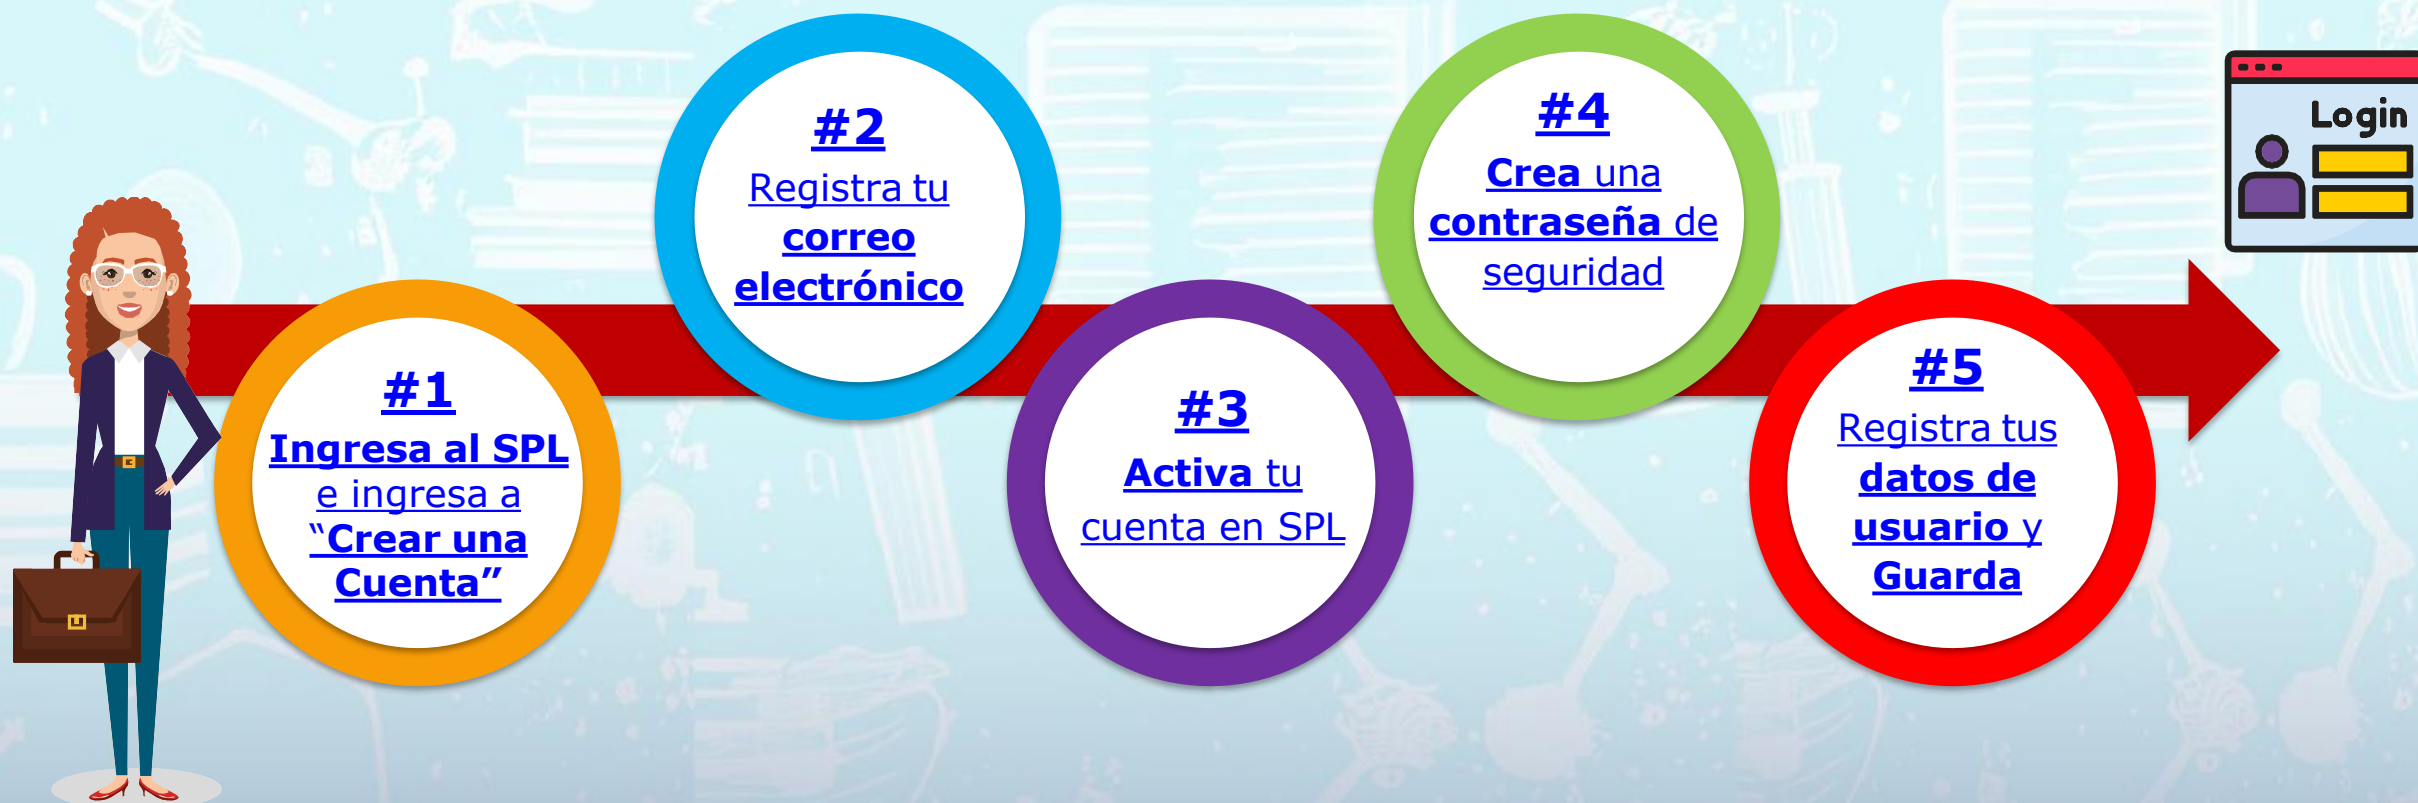 #1
Ingresa al SPL
e ingresa a
“Crear una
Cuenta”
#2
Registra tu
correo
electrónico
#3
Activa tu
cuenta en SPL
#4
Crea una
contraseña de
seguridad
#5
Registra tus
datos de
usuario y
Guarda
Login